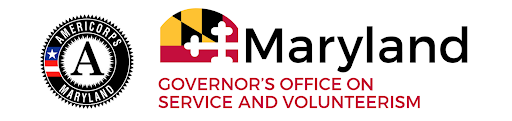 AMERICORPS
A
MARYLAND
Maryland
GOVERNOR'S OFFICE ON
SERVICE AND VOLUNTEERISM